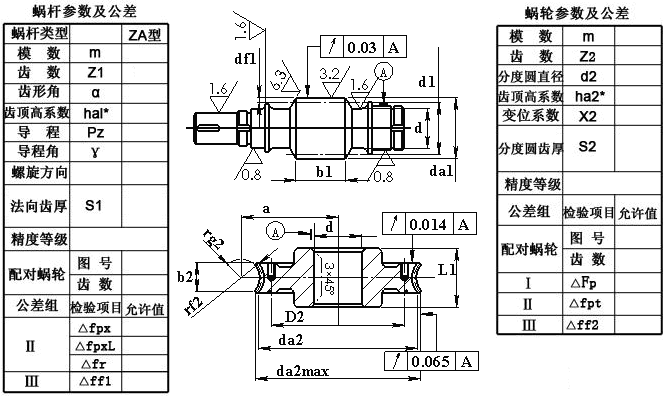 蜗杆参数及公差
蜗杆类型 ZA型
模 数 m
齿 数 Z1
齿形角 α
齿顶高系数 hal*
导 程 Pz
导程角 γ
螺旋方向
法向齿厚 S1
精度等级
配对蜗轮 图 号
齿 数
公差组 检验项目 允许值
Ⅱ △fpx
△fpxL
△fr
Ⅲ △ff1
1.6
df1
1.6
6.3
3.2
↗ 0.03 A
1.6
A
d1
d
da1
0.8
b1
0.8
a
rg2
A
d
↗ 0.014 A
b2
rf2
3×45°
L1
D2
da2
↗ 0.065 A
da2max
蜗轮参数及公差
模 数 m
齿 数 Z2
分度圆直径 d2
齿顶高系数 ha2*
变位系数 X2
分度圆齿厚 S2
精度等级
公差组 检验项目 允许值
配对蜗轮 图 号
齿 数
Ⅰ △Fp
Ⅱ △fpt
Ⅲ △ff2